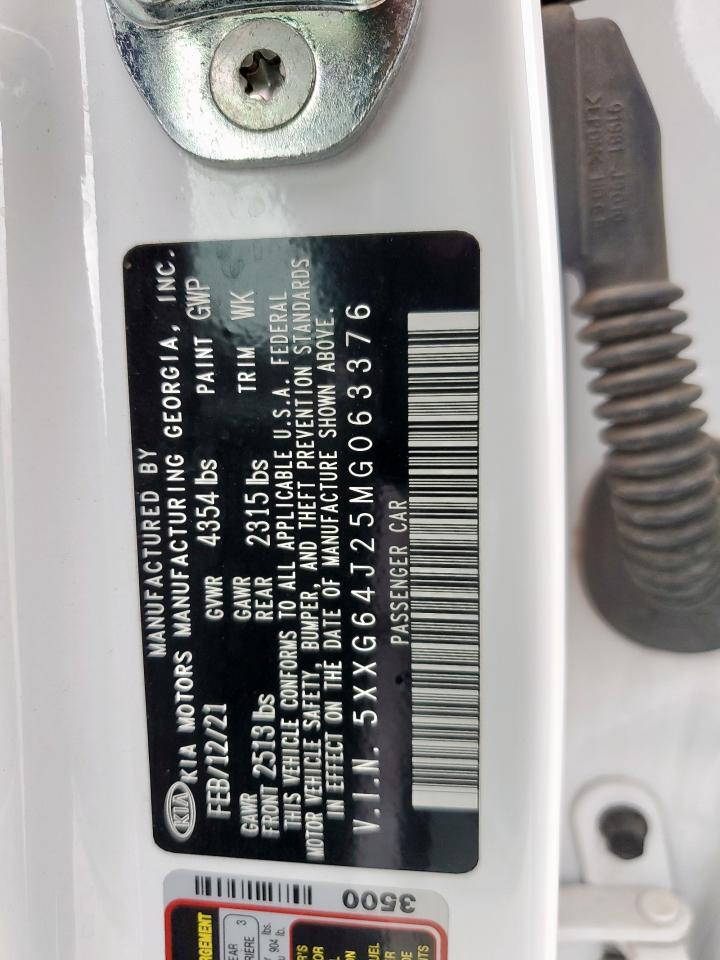 MANUFACTURED BY
KIA KIA MOTORS MANUFACTURING GEORGIA, INC.
FEB/12/21 GVWR 4354 lbs PAINT GWP
GAWR FRONT 2513 lbs GAWR REAR 2315 lbs TRIM WK
THIS VEHICLE CONFORMS TO ALL APPLICABLE U.S.A. FEDERAL
MOTOR VEHICLE SAFETY, BUMPER, AND THEFT PREVENTION STANDARDS
IN EFFECT ON THE DATE OF MANUFACTURE SHOWN ABOVE.
V.I.N. 5XXG64J25MG063376
PASSENGER CAR
3500